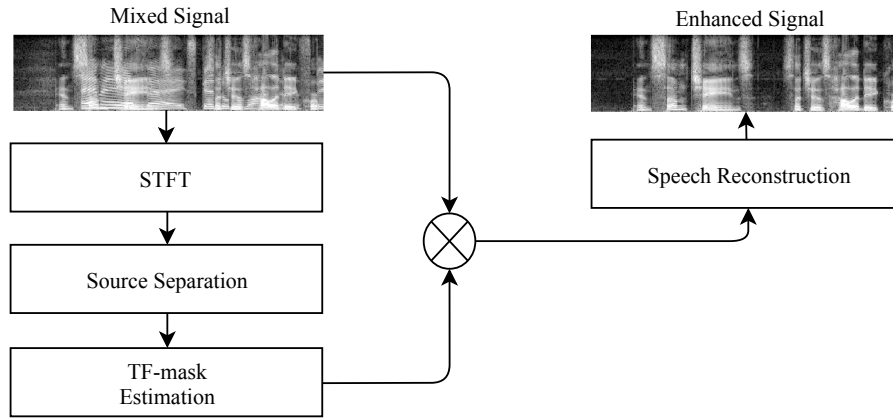 Mixed Signal
Enhanced Signal
STFT
Speech Reconstruction
Source Separation
TF-mask
Estimation